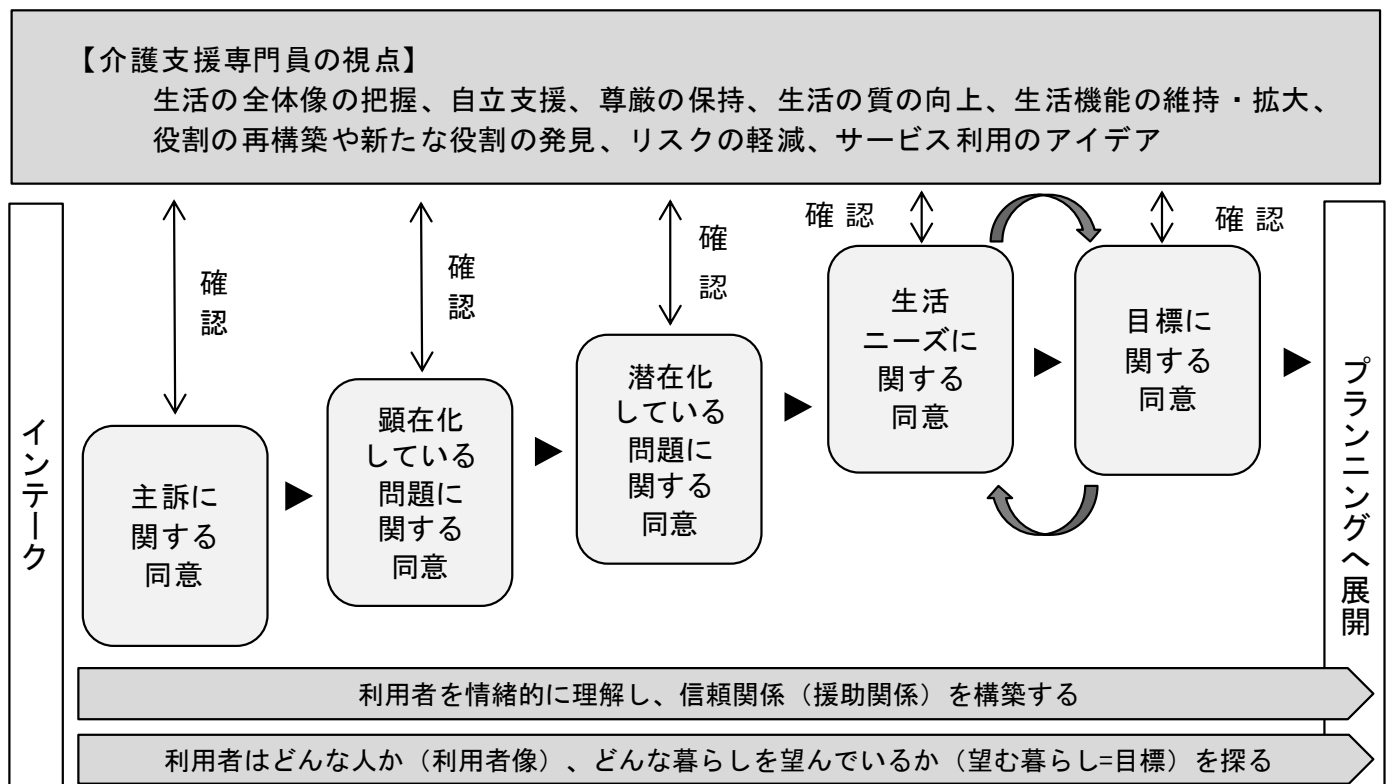 【介護支援専門員の視点】
生活の全体像の把握、自立支援、尊厳の保持、生活の質の向上、生活機能の維持・拡大、
役割の再構築や新たな役割の発見、リスクの軽減、サービス利用のアイデア
インテーク
確
認
主訴に
関する
同意
確
認
顕在化
している
問題に
関する
同意
確
認
潜在化
している
問題に
関する
同意
確 認
生活
ニーズに
関する
同意
確 認
目標に
関する
同意
プランニングへ展開
利用者を情緒的に理解し、信頼関係（援助関係）を構築する
利用者はどんな人か（利用者像）、どんな暮らしを望んでいるか（望む暮らし=目標）を探る